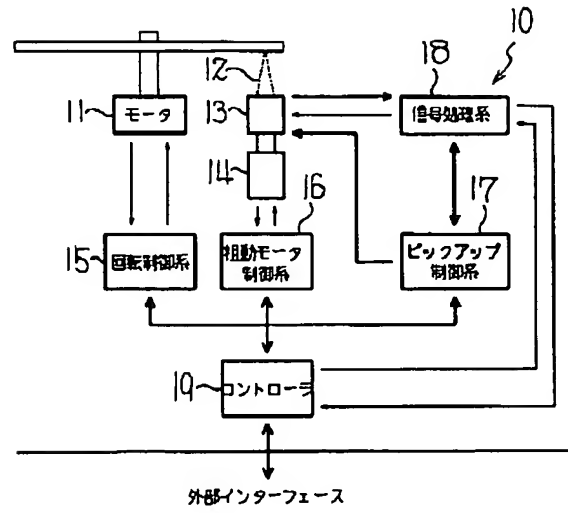 10
12
18
11
モータ
13
信号処理系
14
16
17
15
回転制御系
粗動モータ
制御系
ピックアップ
制御系
19
コントローラ
外部インターフェース